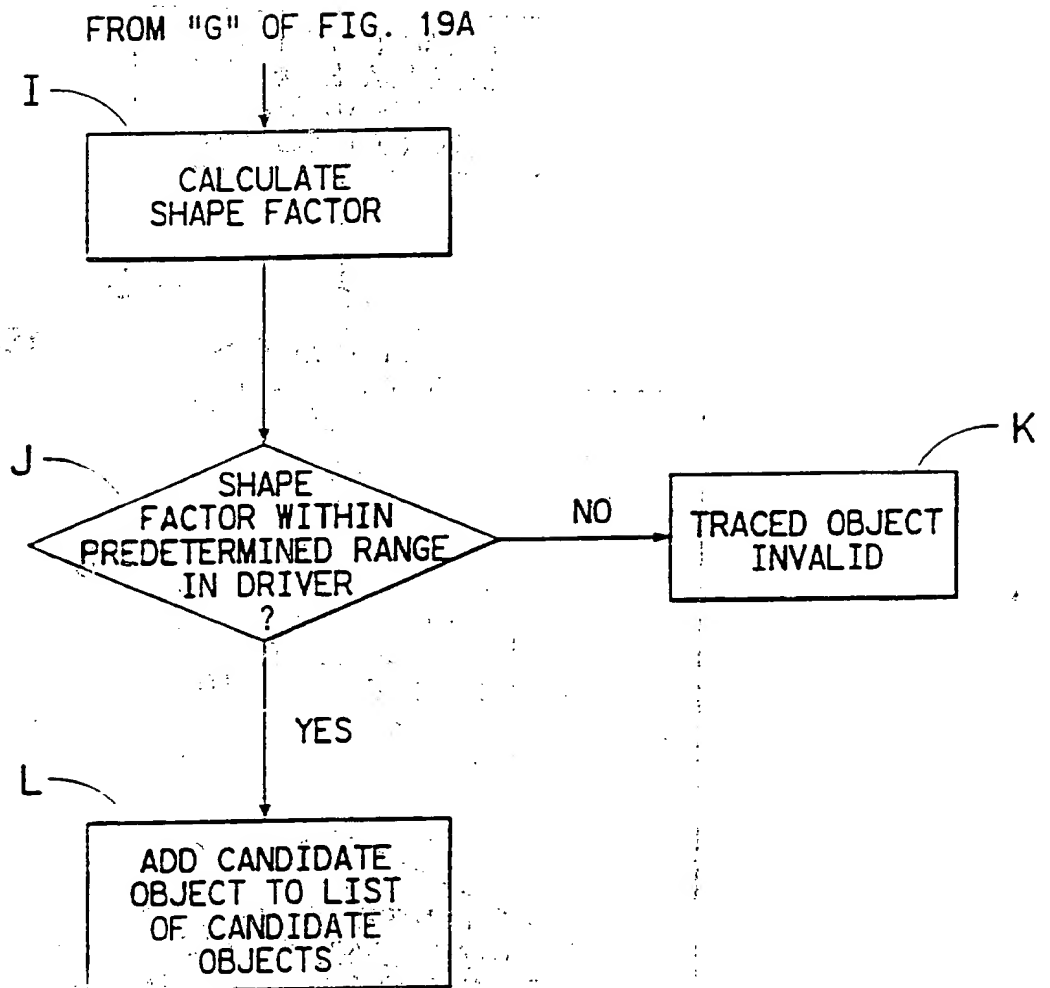 FROM "G" OF FIG. 19A
I
CALCULATE
SHAPE FACTOR
J
SHAPE
FACTOR WITHIN
PREDETERMINED RANGE
IN DRIVER
?
NO
K
TRACED OBJECT
INVALID
YES
L
ADD CANDIDATE
OBJECT TO LIST
OF CANDIDATE
OBJECTS